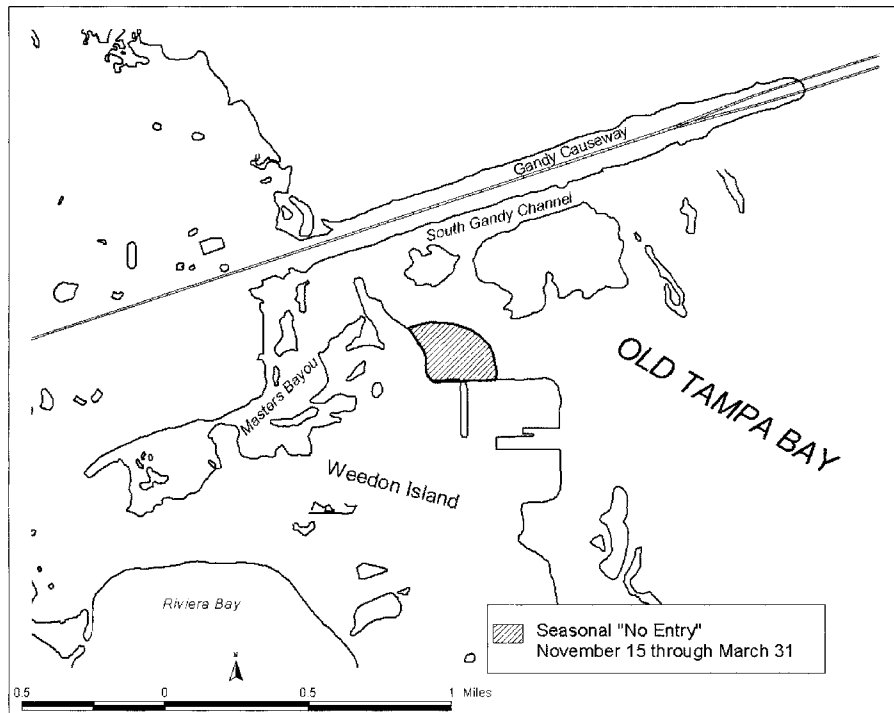 Gandy Causeway
South Gandy Channel
OLD TAMPA BAY
Masters Bayou
Weedon Island
Riviera Bay
Seasonal "No Entry"
November 15 through March 31
N
0.5 0 0.5 1 Miles